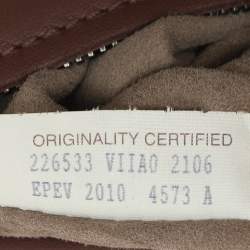 ORIGINALITY CERTIFIED
226533 VIIAO 2106
EPEV 2010 4573 A